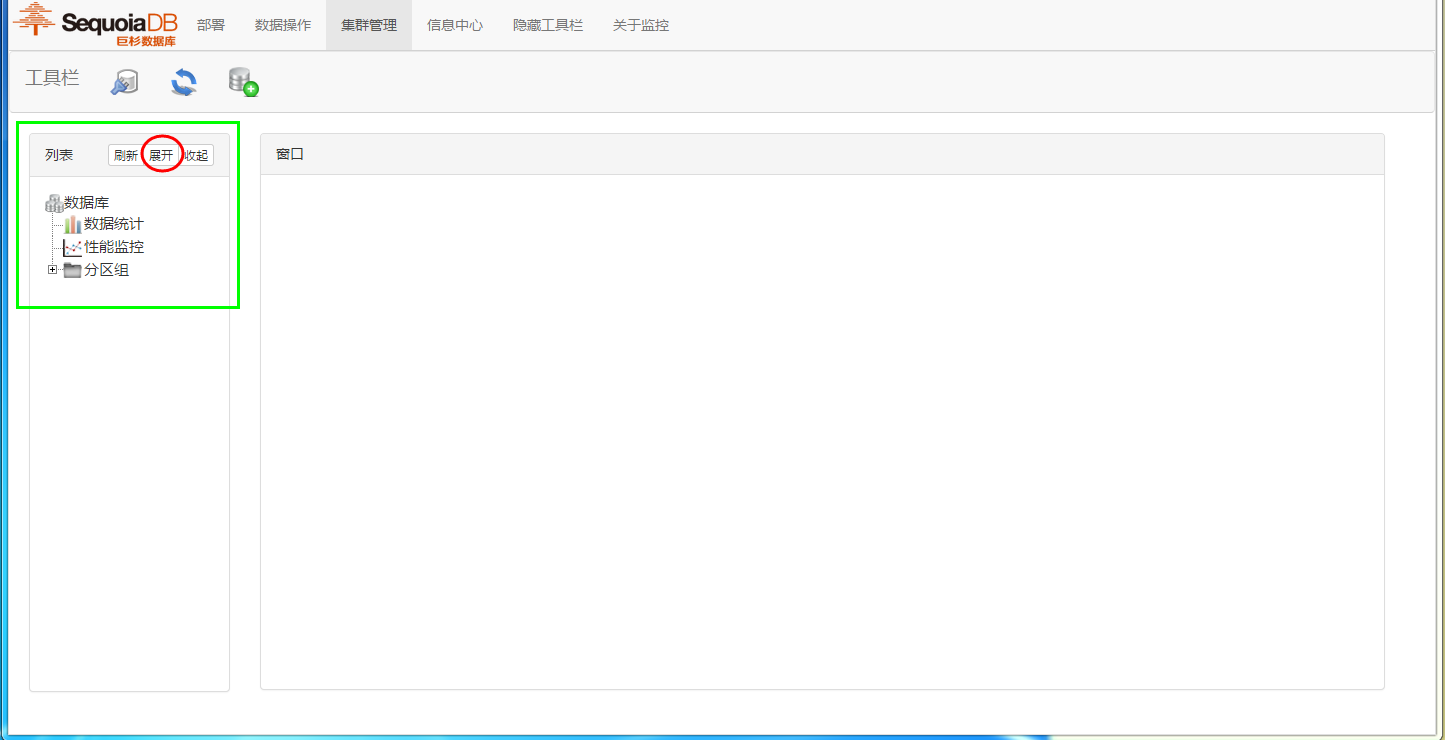 SequoiaDB
巨杉数据库
部署 数据操作 集群管理 信息中心 隐藏工具栏 关于监控
工具栏
列表 刷新 展开 收起
窗口
数据库
数据统计
性能监控
分区组